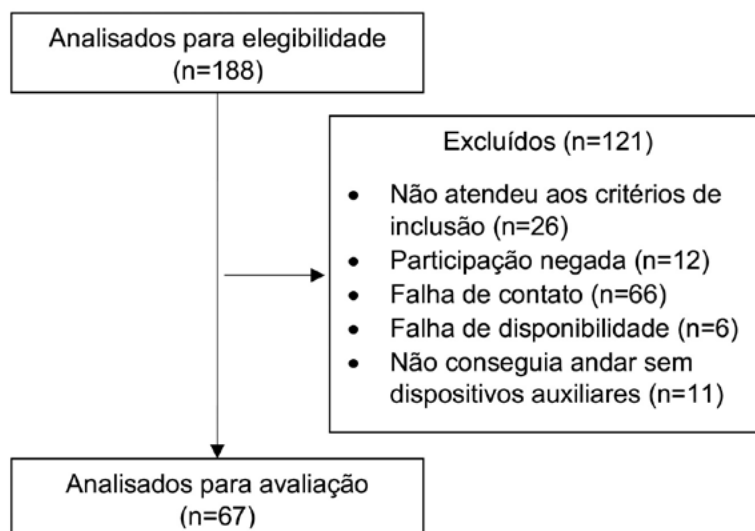 Analisados para elegibilidade
(n=188)
Excluídos (n=121)
• Não atendeu aos critérios de
inclusão (n=26)
• Participação negada (n=12)
• Falha de contato (n=66)
• Falha de disponibilidade (n=6)
• Não conseguia andar sem
dispositivos auxiliares (n=11)
Analisados para avaliação
(n=67)